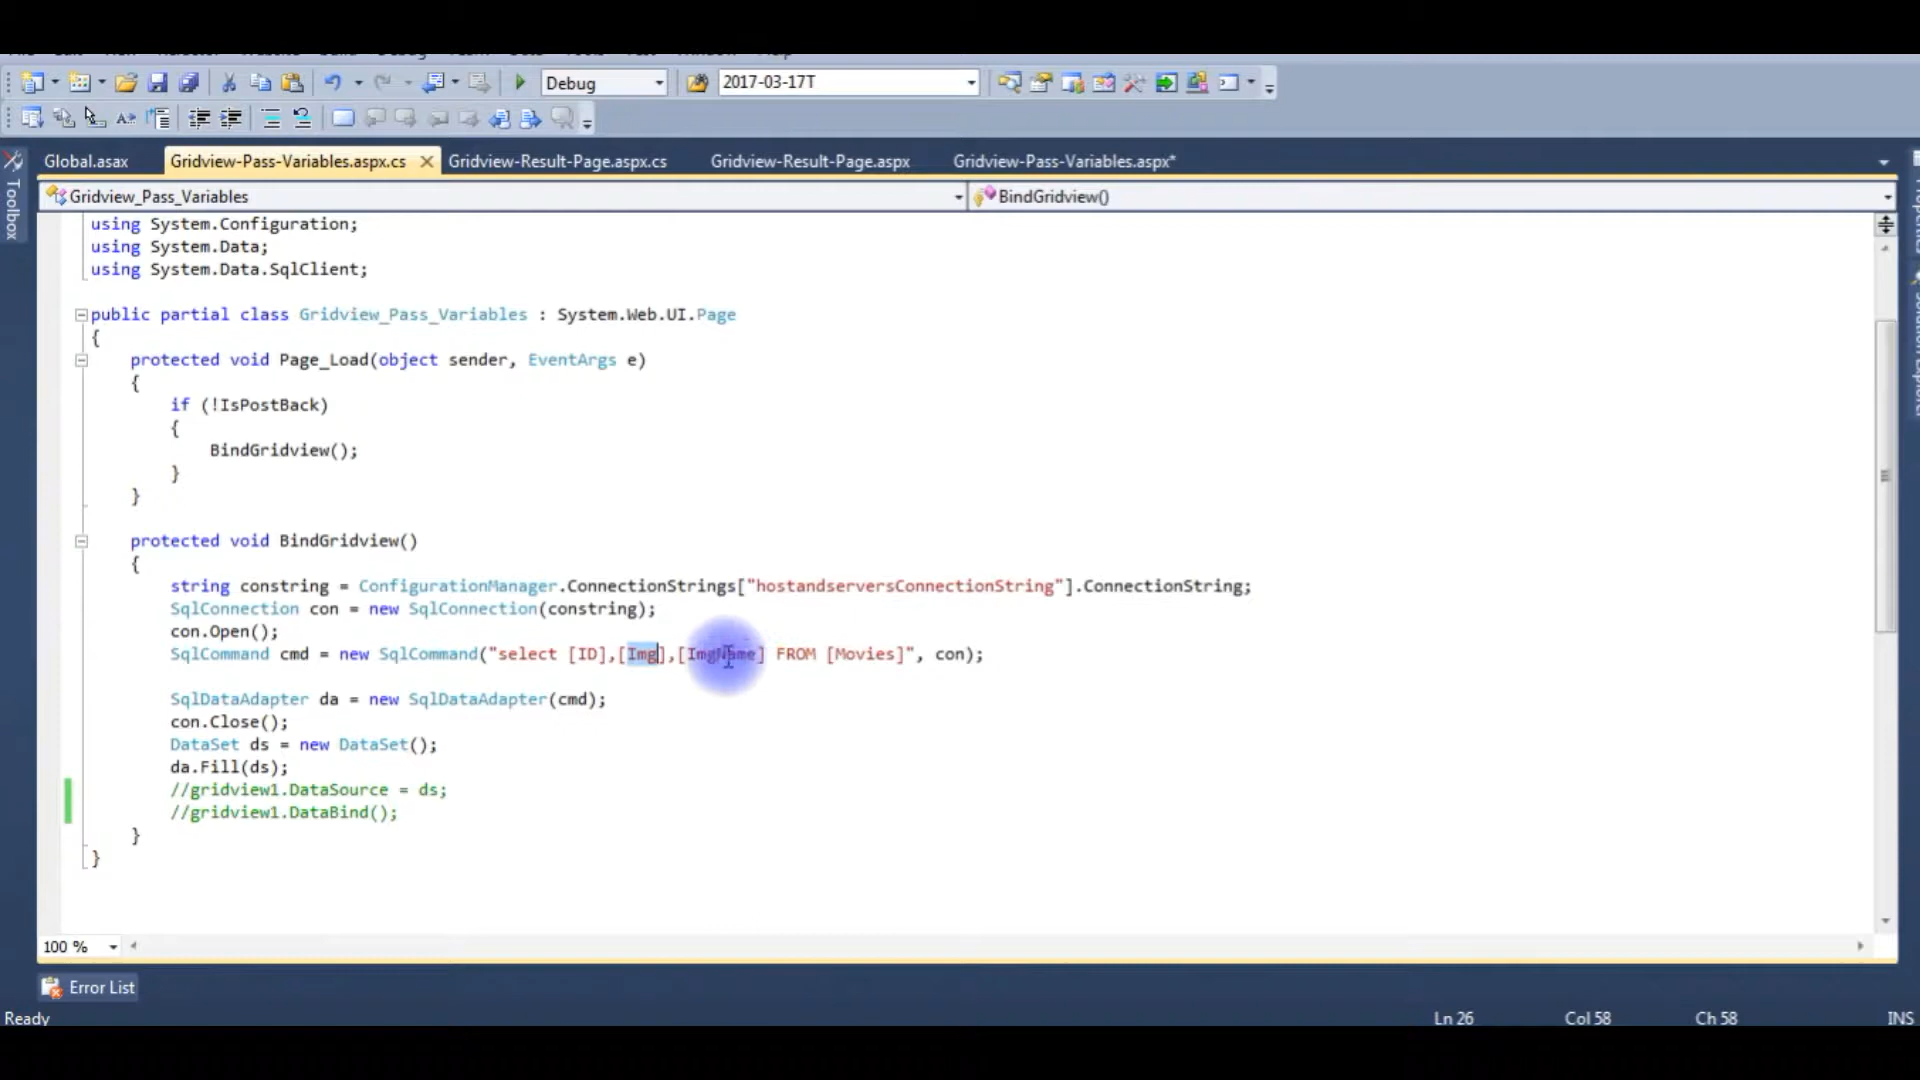 Debug
2017-03-17T
Global.asax
Gridview-Pass-Variables.aspx.cs
Gridview-Result-Page.aspx.cs
Gridview-Result-Page.aspx
Gridview-Pass-Variables.aspx*
Toolbox
Gridview_Pass_Variables
BindGridview()
using System.Configuration;
using System.Data;
using System.Data.SqlClient;
public partial class Gridview_Pass_Variables : System.Web.UI.Page
{
protected void Page_Load(object sender, EventArgs e)
{
if (!IsPostBack)
{
BindGridview();
}
}
protected void BindGridview()
{
string constring = ConfigurationManager.ConnectionStrings["hostandserversConnectionString"].ConnectionString;
SqlConnection con = new SqlConnection(constring);
con.Open();
SqlCommand cmd = new SqlCommand("select [ID],[Img],[ImgName] FROM [Movies]", con);
SqlDataAdapter da = new SqlDataAdapter(cmd);
con.Close();
DataSet ds = new DataSet();
da.Fill(ds);
//gridview1.DataSource = ds;
//gridview1.DataBind();
}
}
100 %
Error List
Ready
Ln 26
Col 58
Ch 58
INS